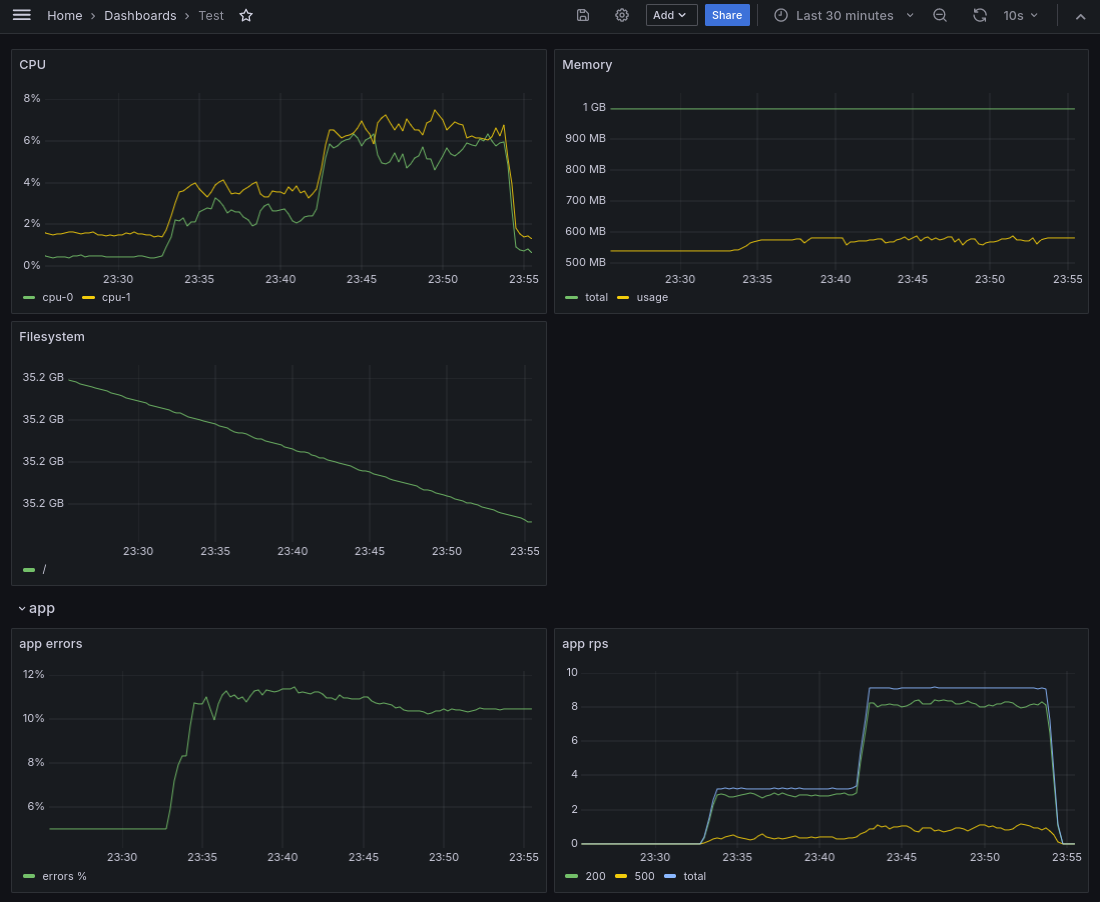 Home › Dashboards › Test Add Share Last 30 minutes 10s
CPU
8%
6%
4%
2%
0%
23:30 23:35 23:40 23:45 23:50 23:55
cpu-0 cpu-1
Memory
1 GB
900 MB
800 MB
700 MB
600 MB
500 MB
23:30 23:35 23:40 23:45 23:50 23:55
total usage
Filesystem
35.2 GB
35.2 GB
35.2 GB
35.2 GB
23:30 23:35 23:40 23:45 23:50 23:55
/
app
app errors
12%
10%
8%
6%
23:30 23:35 23:40 23:45 23:50 23:55
errors %
app rps
10
8
6
4
2
0
23:30 23:35 23:40 23:45 23:50 23:55
200 500 total